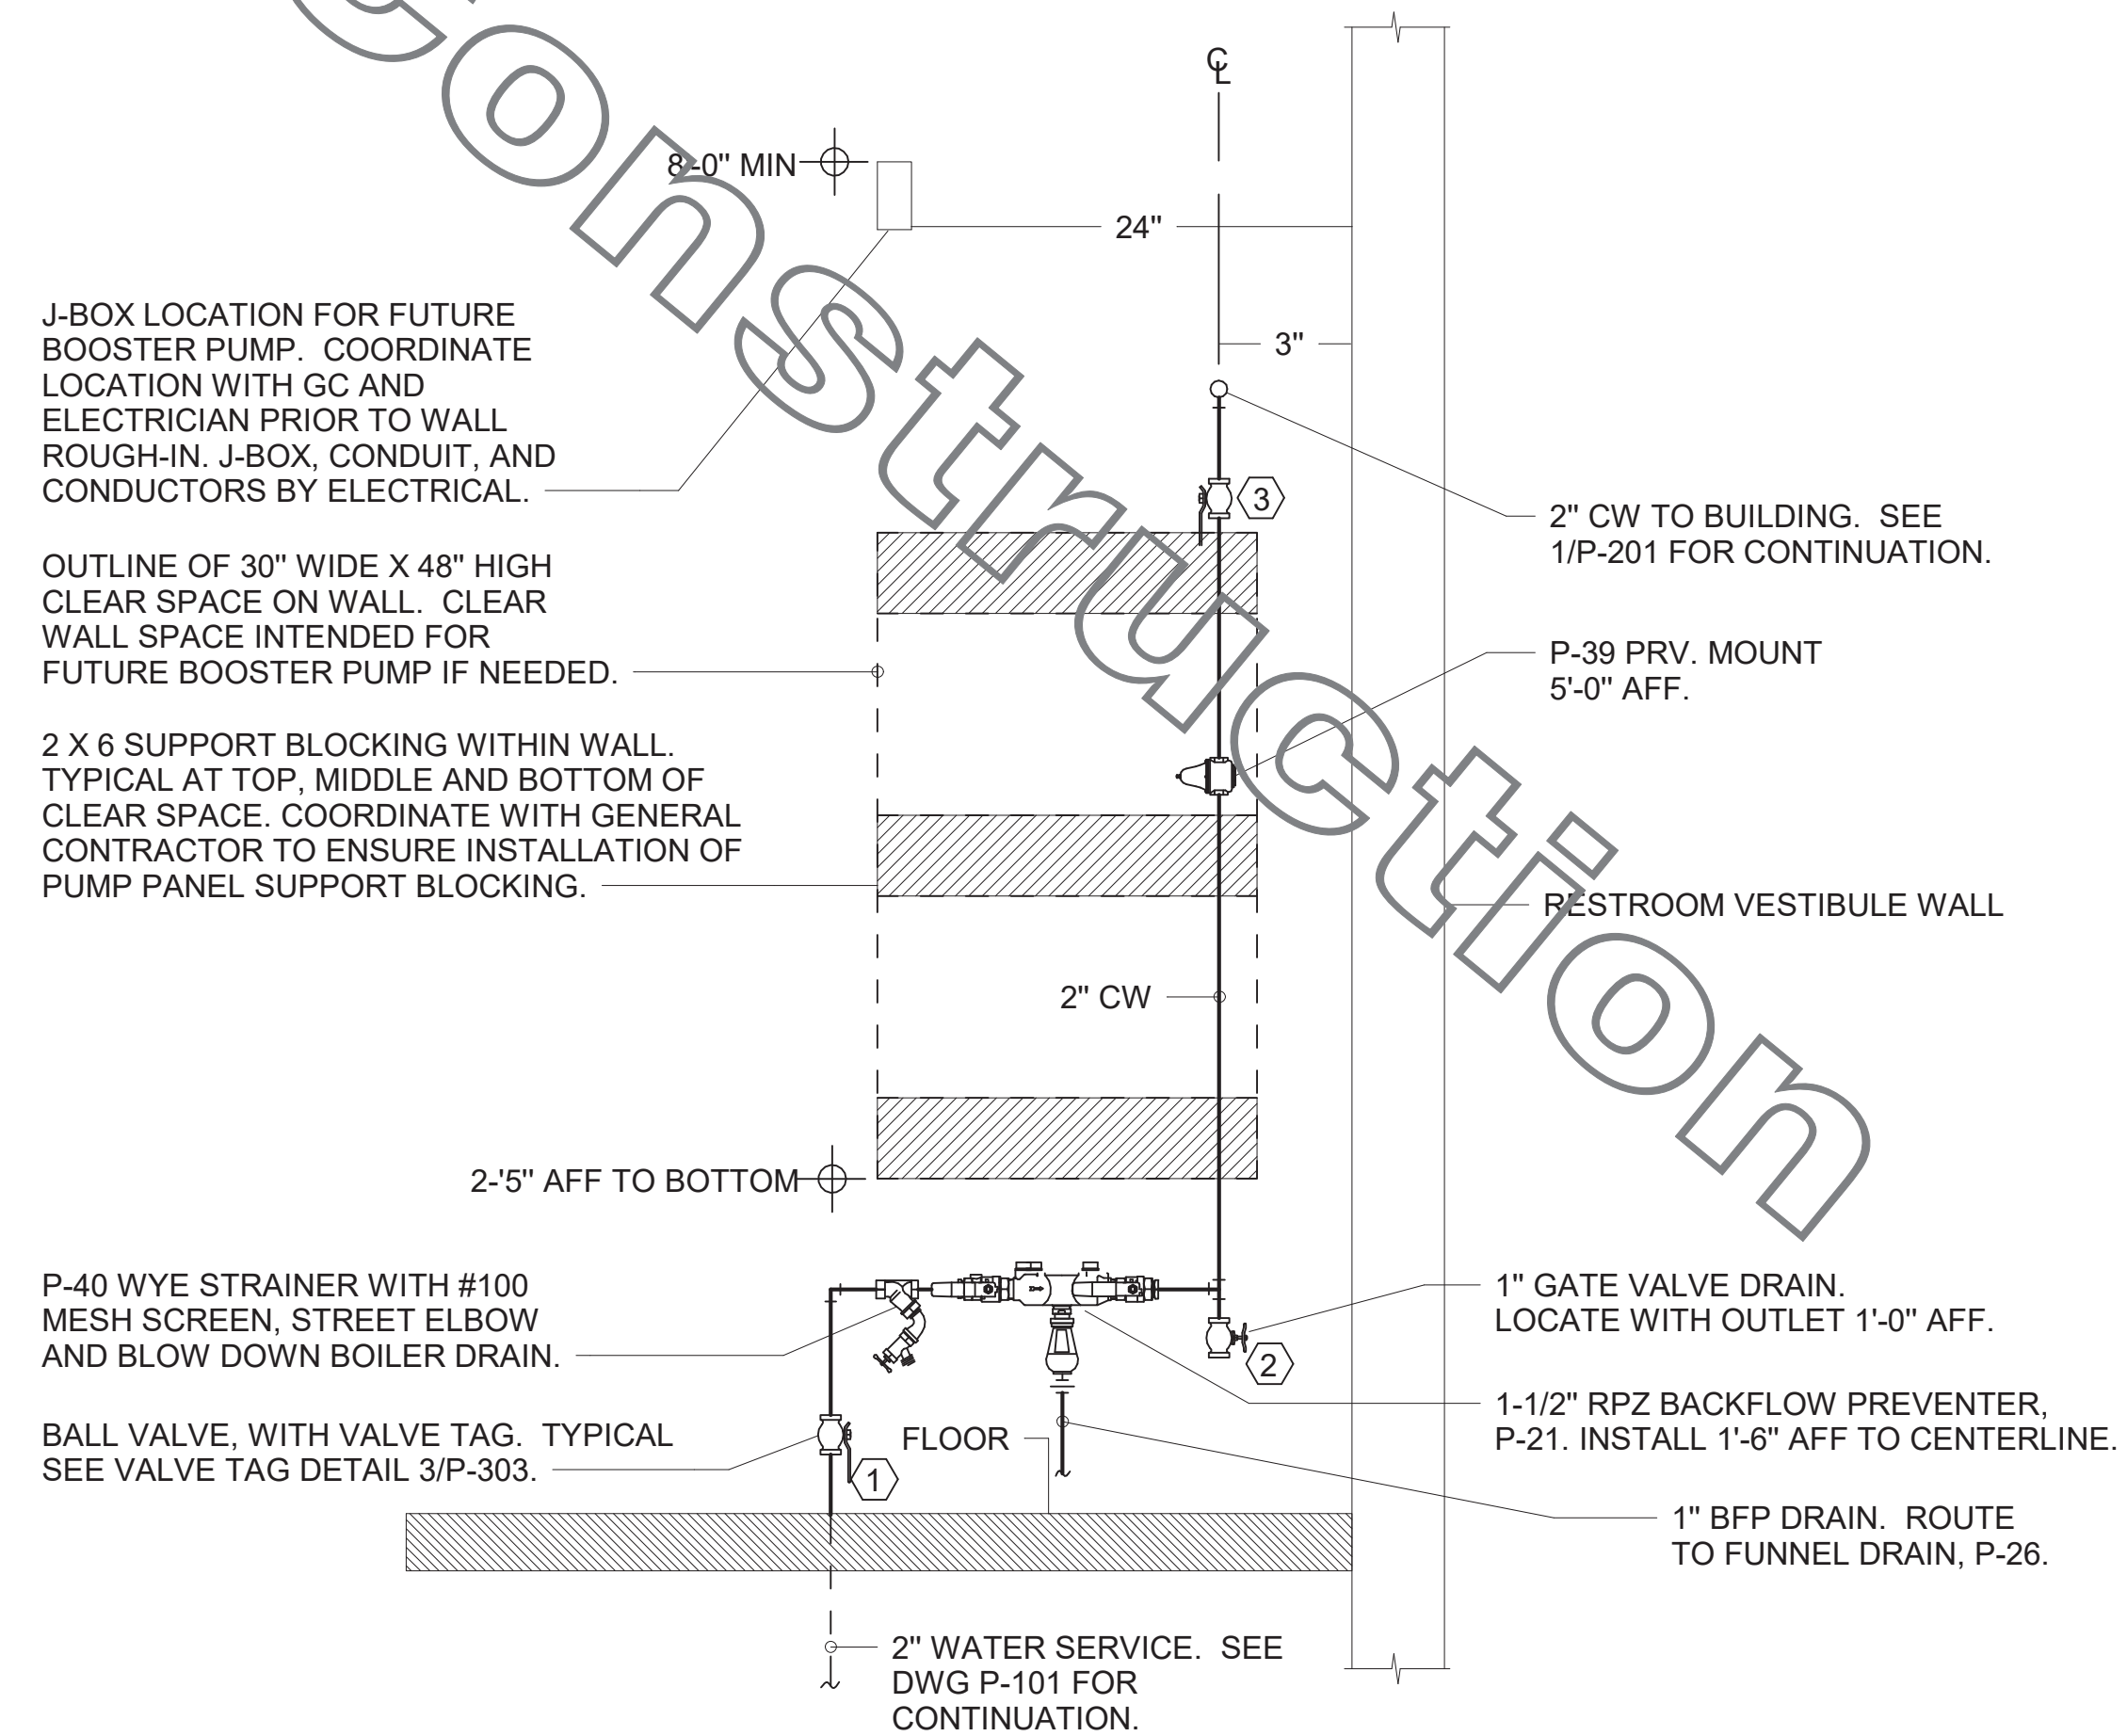 Construction
℄
8'-0" MIN
24"
3"
J-BOX LOCATION FOR FUTURE
BOOSTER PUMP. COORDINATE
LOCATION WITH GC AND
ELECTRICIAN PRIOR TO WALL
ROUGH-IN. J-BOX, CONDUIT, AND
CONDUCTORS BY ELECTRICAL.
3
2" CW TO BUILDING. SEE
1/P-201 FOR CONTINUATION.
OUTLINE OF 30" WIDE X 48" HIGH
CLEAR SPACE ON WALL. CLEAR
WALL SPACE INTENDED FOR
FUTURE BOOSTER PUMP IF NEEDED.
P-39 PRV. MOUNT
5'-0" AFF.
2 X 6 SUPPORT BLOCKING WITHIN WALL.
TYPICAL AT TOP, MIDDLE AND BOTTOM OF
CLEAR SPACE. COORDINATE WITH GENERAL
CONTRACTOR TO ENSURE INSTALLATION OF
PUMP PANEL SUPPORT BLOCKING.
RESTROOM VESTIBULE WALL
2" CW
2-'5" AFF TO BOTTOM
P-40 WYE STRAINER WITH #100
MESH SCREEN, STREET ELBOW
AND BLOW DOWN BOILER DRAIN.
1" GATE VALVE DRAIN.
LOCATE WITH OUTLET 1'-0" AFF.
2
1-1/2" RPZ BACKFLOW PREVENTER,
P-21. INSTALL 1'-6" AFF TO CENTERLINE.
BALL VALVE, WITH VALVE TAG. TYPICAL
SEE VALVE TAG DETAIL 3/P-303.
FLOOR
1
1" BFP DRAIN. ROUTE
TO FUNNEL DRAIN, P-26.
2" WATER SERVICE. SEE
DWG P-101 FOR
CONTINUATION.